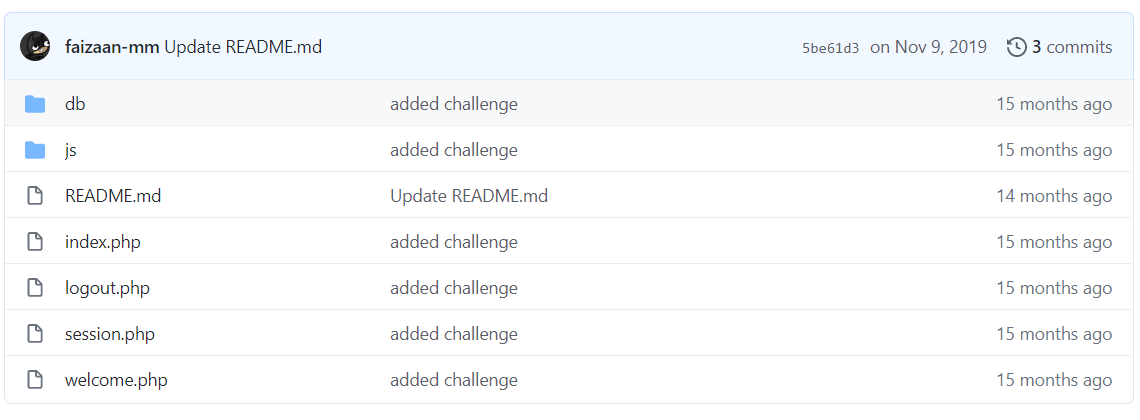 faizaan-mm Update README.md 5be61d3 on Nov 9, 2019 3 commits
db added challenge 15 months ago
js added challenge 15 months ago
README.md Update README.md 14 months ago
index.php added challenge 15 months ago
logout.php added challenge 15 months ago
session.php added challenge 15 months ago
welcome.php added challenge 15 months ago